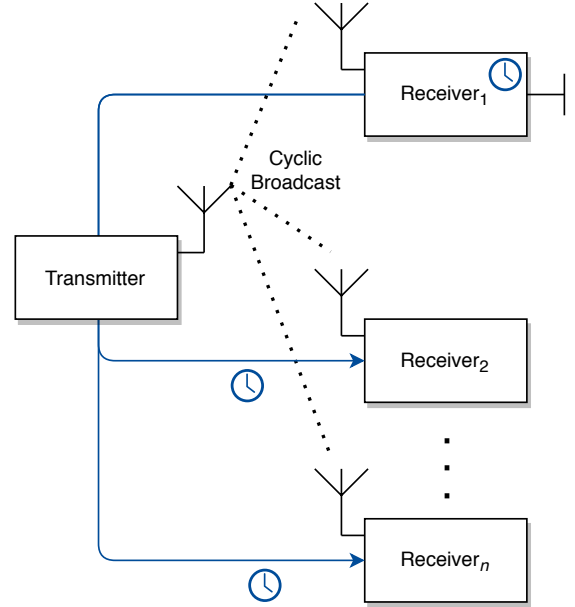 Receiver₁
Cyclic
Broadcast
Transmitter
Receiver₂
Receiverₙ